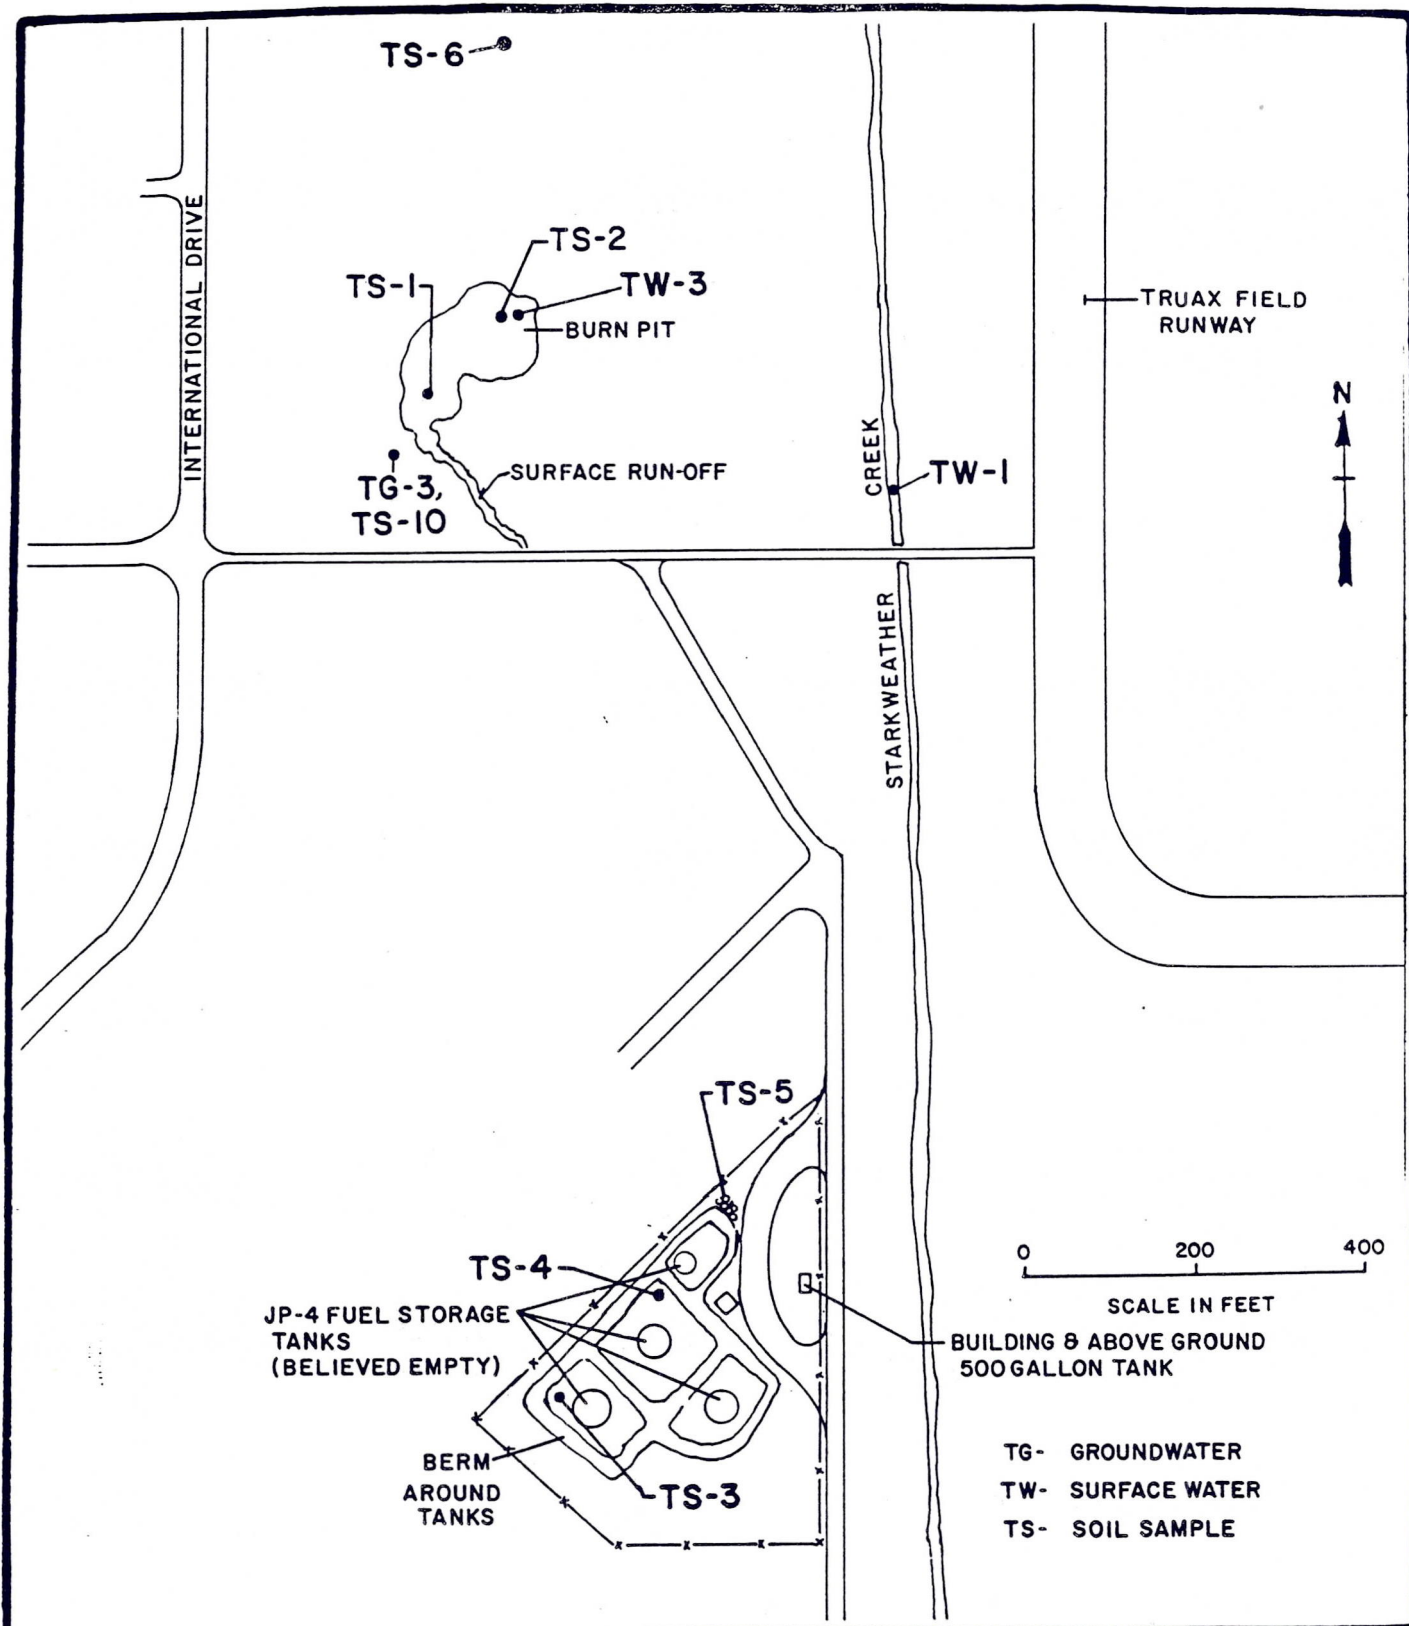 TS-6
INTERNATIONAL DRIVE
TS-2
TS-1
TW-3
BURN PIT
TRUAX FIELD
RUNWAY
N
CREEK
TW-1
SURFACE RUN-OFF
TG-3,
TS-10
STARKWEATHER
TS-5
TS-4
JP-4 FUEL STORAGE
TANKS
(BELIEVED EMPTY)
0 200 400
SCALE IN FEET
BUILDING & ABOVE GROUND
500 GALLON TANK
BERM
AROUND
TANKS
TS-3
TG- GROUNDWATER
TW- SURFACE WATER
TS- SOIL SAMPLE